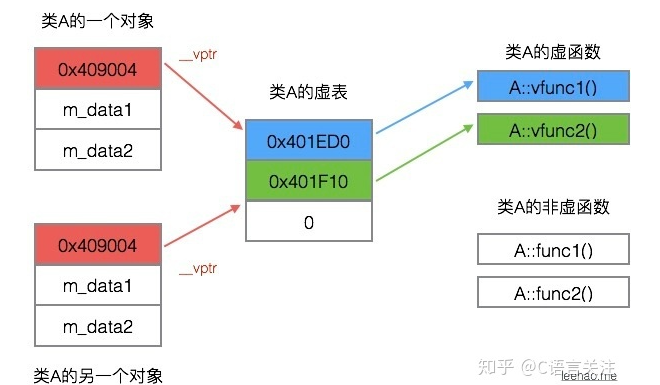 类A的一个对象
0x409004
m_data1
m_data2
__vptr
类A的虚表
0x401ED0
0x401F10
0
类A的虚函数
A::vfunc1()
A::vfunc2()
类A的非虚函数
A::func1()
A::func2()
0x409004
m_data1
m_data2
__vptr
类A的另一个对象
知乎 @C语言关注
leehao.me